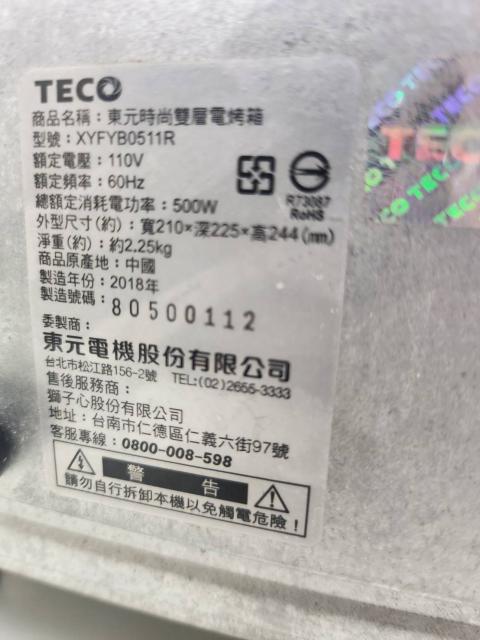 TECO
商品名稱：東元時尚雙層電烤箱
型號：XYFYB0511R
額定電壓：110V
額定頻率：60Hz
總額定消耗電功率：500W
外型尺寸(約)：寬210×深225×高244(mm)
淨重(約)：約2.25kg
商品原產地：中國
製造年份：2018年
製造號碼：80500112
R73087
RoHS
委製商：
東元電機股份有限公司
台北市松江路156-2號 TEL:(02)2655-3333
售後服務商：
獅子心股份有限公司
地址：台南市仁德區仁義六街97號
客服專線：0800-008-598
警告
請勿自行拆卸本機以免觸電危險！
TECO
CO TECO TECO